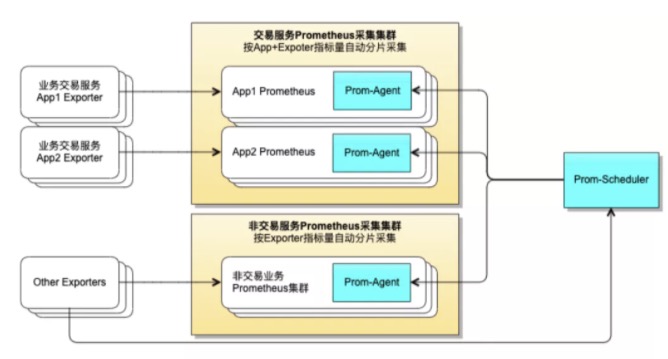 交易服务Prometheus采集集群
按App+Expoter指标量自动分片采集
业务交易服务
App1 Exporter
App1 Prometheus
Prom-Agent
业务交易服务
App2 Exporter
App2 Prometheus
Prom-Agent
Prom-Scheduler
非交易服务Prometheus采集集群
按Exporter指标量自动分片采集
Other Exporters
非交易业务
Prometheus集群
Prom-Agent